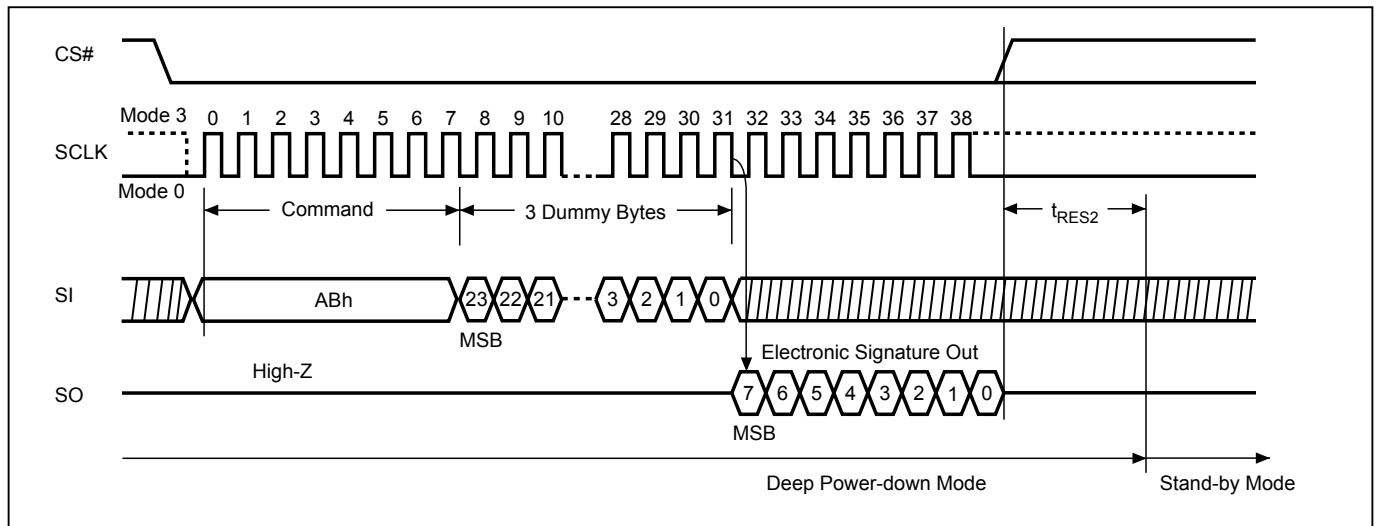 CS#
Mode 3 0 1 2 3 4 5 6 7 8 9 10 28 29 30 31 32 33 34 35 36 37 38
SCLK
Mode 0
Command 3 Dummy Bytes tRES2
SI ABh 23 22 21 3 2 1 0
MSB
Electronic Signature Out
High-Z
SO 7 6 5 4 3 2 1 0
MSB
Deep Power-down Mode Stand-by Mode